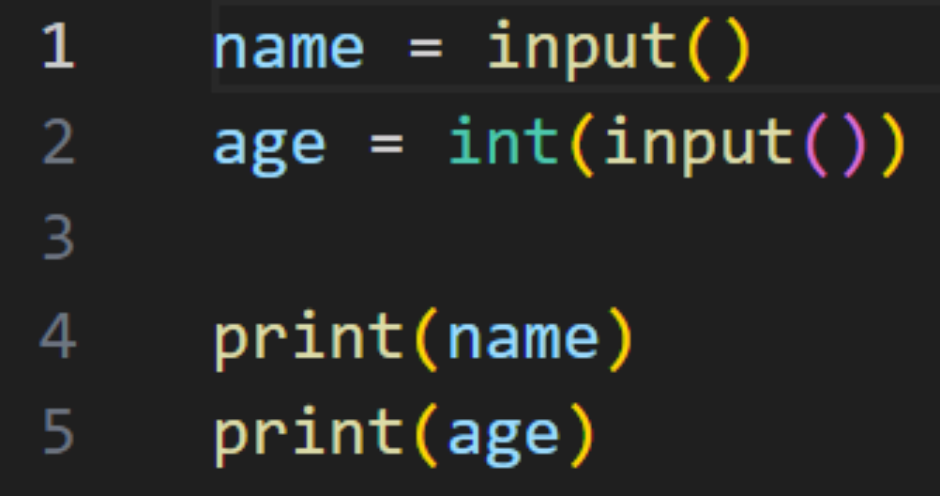 1 name = input()
2 age = int(input())
3
4 print(name)
5 print(age)